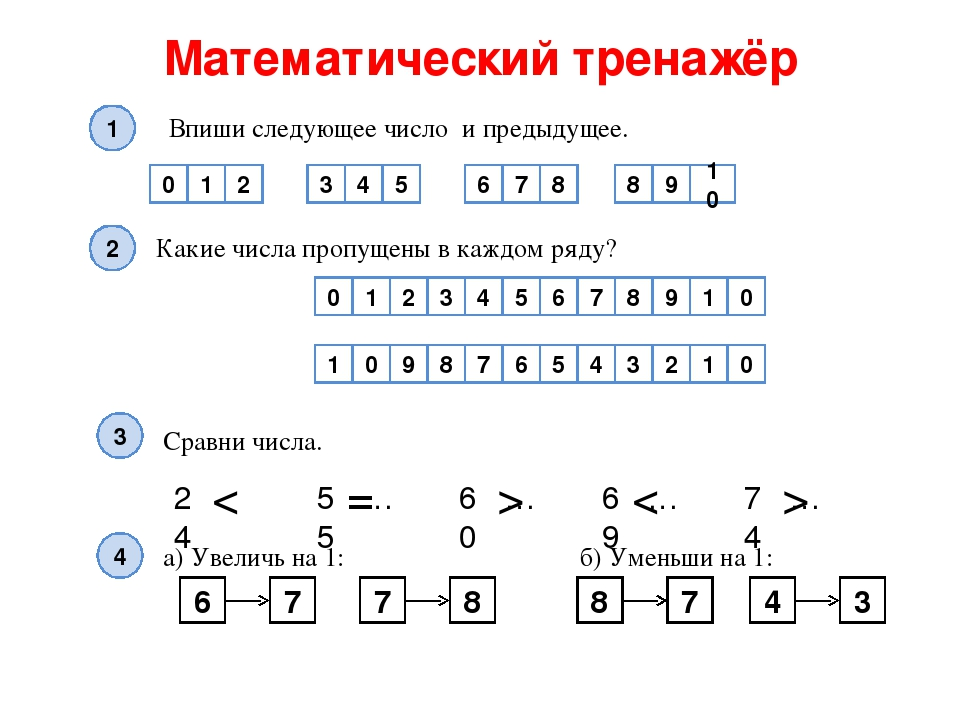 Математический тренажёр
1 Впиши следующее число и предыдущее.
0 1 2 3 4 5 6 7 8 8 9 10
2 Какие числа пропущены в каждом ряду?
0 1 2 3 4 5 6 7 8 9 1 0
1 0 9 8 7 6 5 4 3 2 1 0
3 Сравни числа.
2 < 5 =… 6 >… 6 <… 7 >…
4 5 0 9 4
4 а) Увеличь на 1: б) Уменьши на 1:
6 7 7 8 8 7 4 3